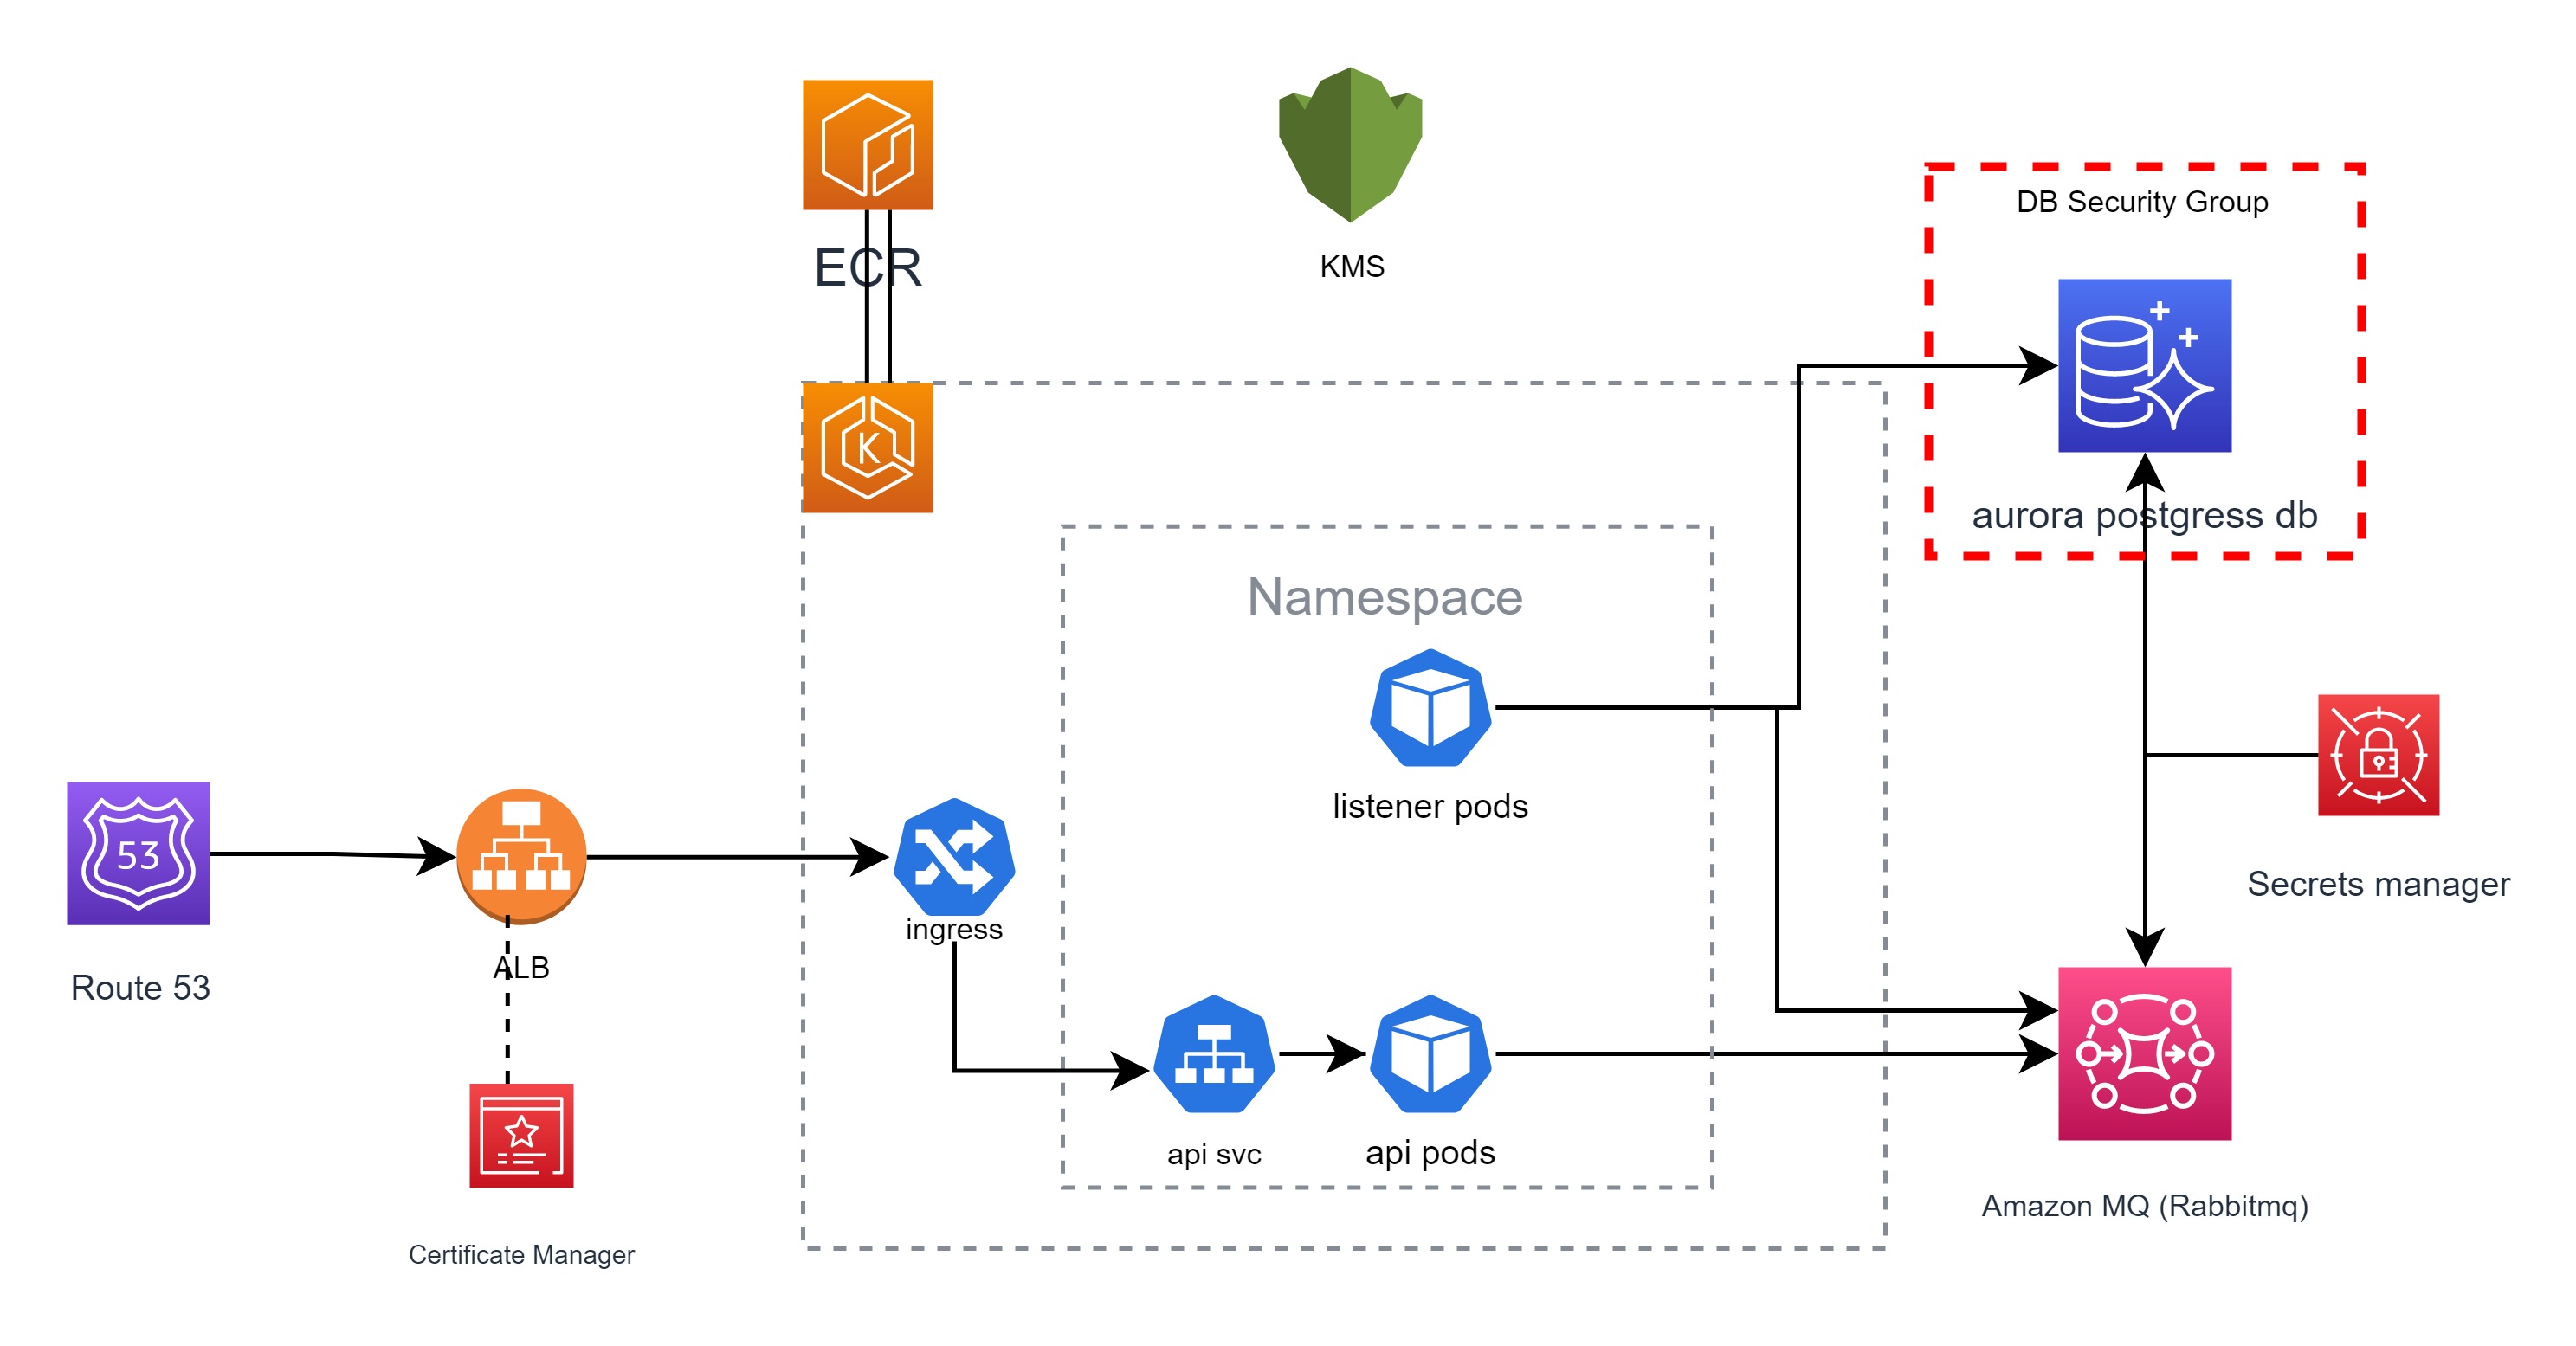 ECR
KMS
DB Security Group
K
aurora postgress db
Namespace
listener pods
53
ingress
Secrets manager
ALB
Route 53
api svc
api pods
Amazon MQ (Rabbitmq)
Certificate Manager